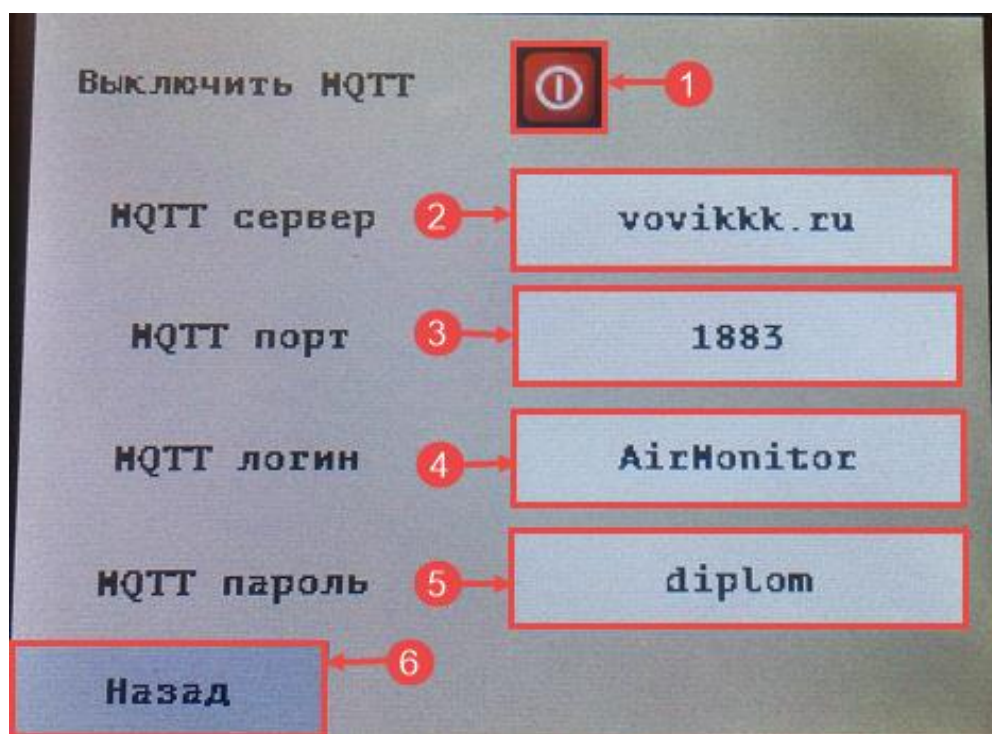 Выключить MQTT 1
MQTT сервер 2 vovikkk.ru
MQTT порт 3 1883
MQTT логин 4 AirMonitor
MQTT пароль 5 diplom
6
Назад